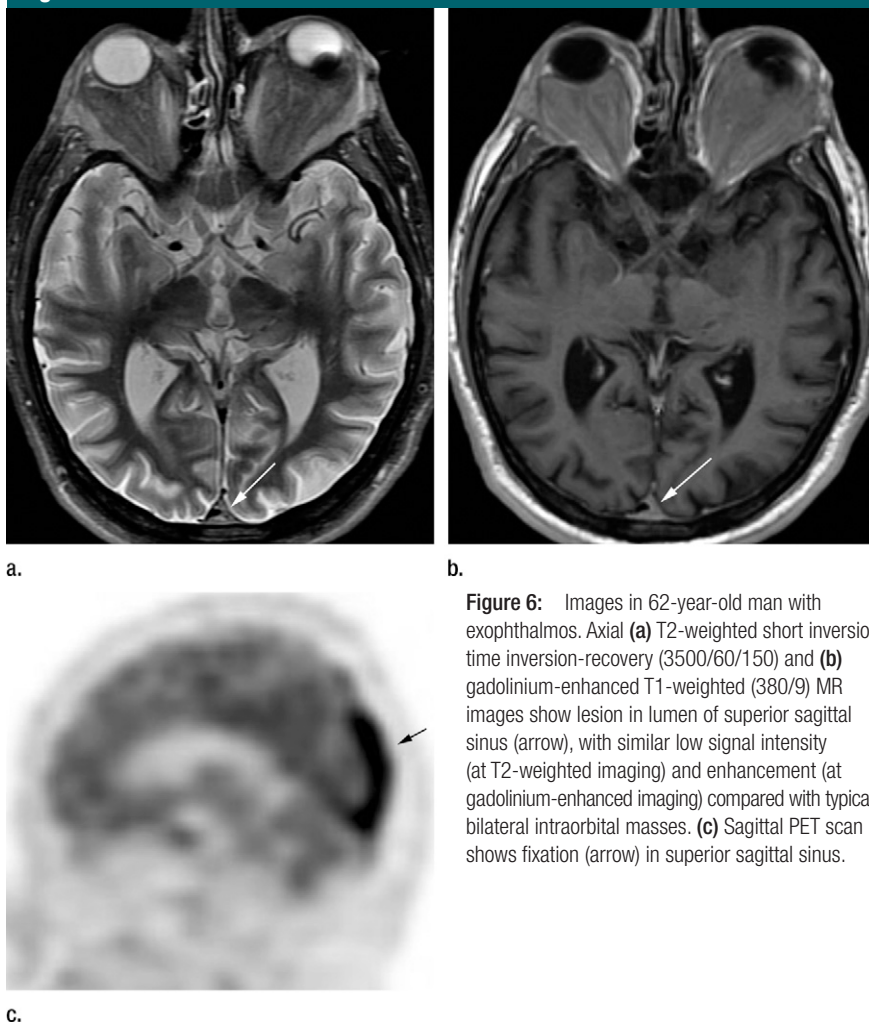 a.
b.
Figure 6: Images in 62-year-old man with
exophthalmos. Axial (a) T2-weighted short
time inversion-recovery (3500/60/150) and (b)
gadolinium-enhanced T1-weighted (380/9) MR
images show lesion in lumen of superior sagittal
sinus (arrow), with similar low signal intensity
(at T2-weighted imaging) and enhancement (at
gadolinium-enhanced imaging) compared with
bilateral intraorbital masses. (c) Sagittal PET scan
shows fixation (arrow) in superior sagittal sinus.
c.